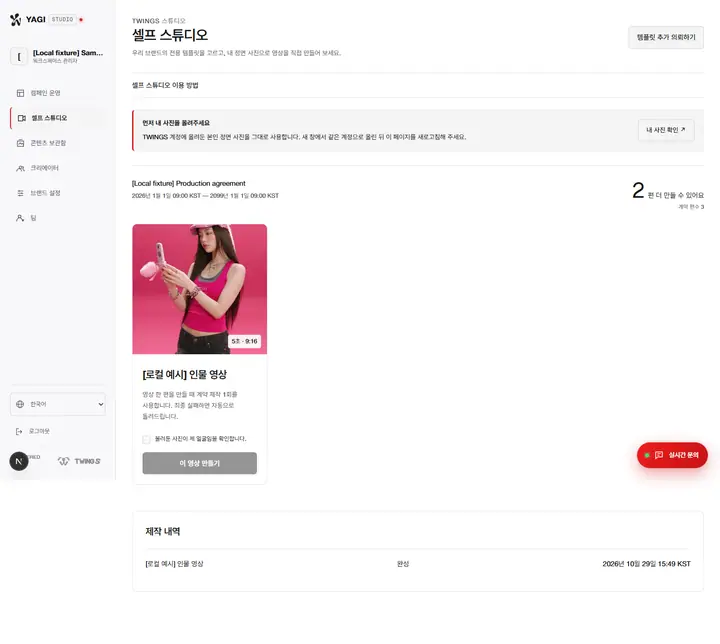 YAGI STUDIO
[
[Local fixture] Sam...
워크스페이스 관리자
캠페인 운영
셀프 스튜디오
콘텐츠 보관함
크리에이터
브랜드 설정
팀
한국어
로그아웃
N
TWINGS
TWINGS 스튜디오
셀프 스튜디오
우리 브랜드의 전용 템플릿을 고르고, 내 정면 사진으로 영상을 직접 만들어 보세요.
템플릿 추가 의뢰하기
셀프 스튜디오 이용 방법
먼저 내 사진을 올려주세요
TWINGS 계정에 올려둔 본인 정면 사진을 그대로 사용합니다. 새 창에서 같은 계정으로 올린 뒤 이 페이지를 새로고침해 주세요.
내 사진 확인 ↗
[Local fixture] Production agreement
2026년 1월 1일 09:00 KST — 2099년 1월 1일 09:00 KST
2 편 더 만들 수 있어요
계약 편수 3
5초 · 9:16
[로컬 예시] 인물 영상
영상 한 편을 만들 때 계약 제작 1회를
사용합니다. 최종 실패하면 자동으로
돌려드립니다.
올려둔 사진이 제 얼굴임을 확인합니다.
이 영상 만들기
실시간 문의
제작 내역
[로컬 예시] 인물 영상
완성
2026년 10월 29일 15:49 KST